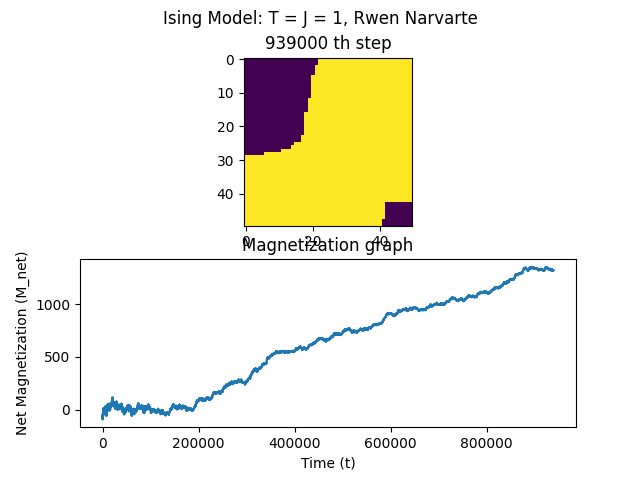 Ising Model: T = J = 1, Rwen Narvarte
939000 th step
0
10
20
30
40
0 20 40
Magnetization graph
Net Magnetization (M_net)
1000
500
0
0 200000 400000 600000 800000
Time (t)